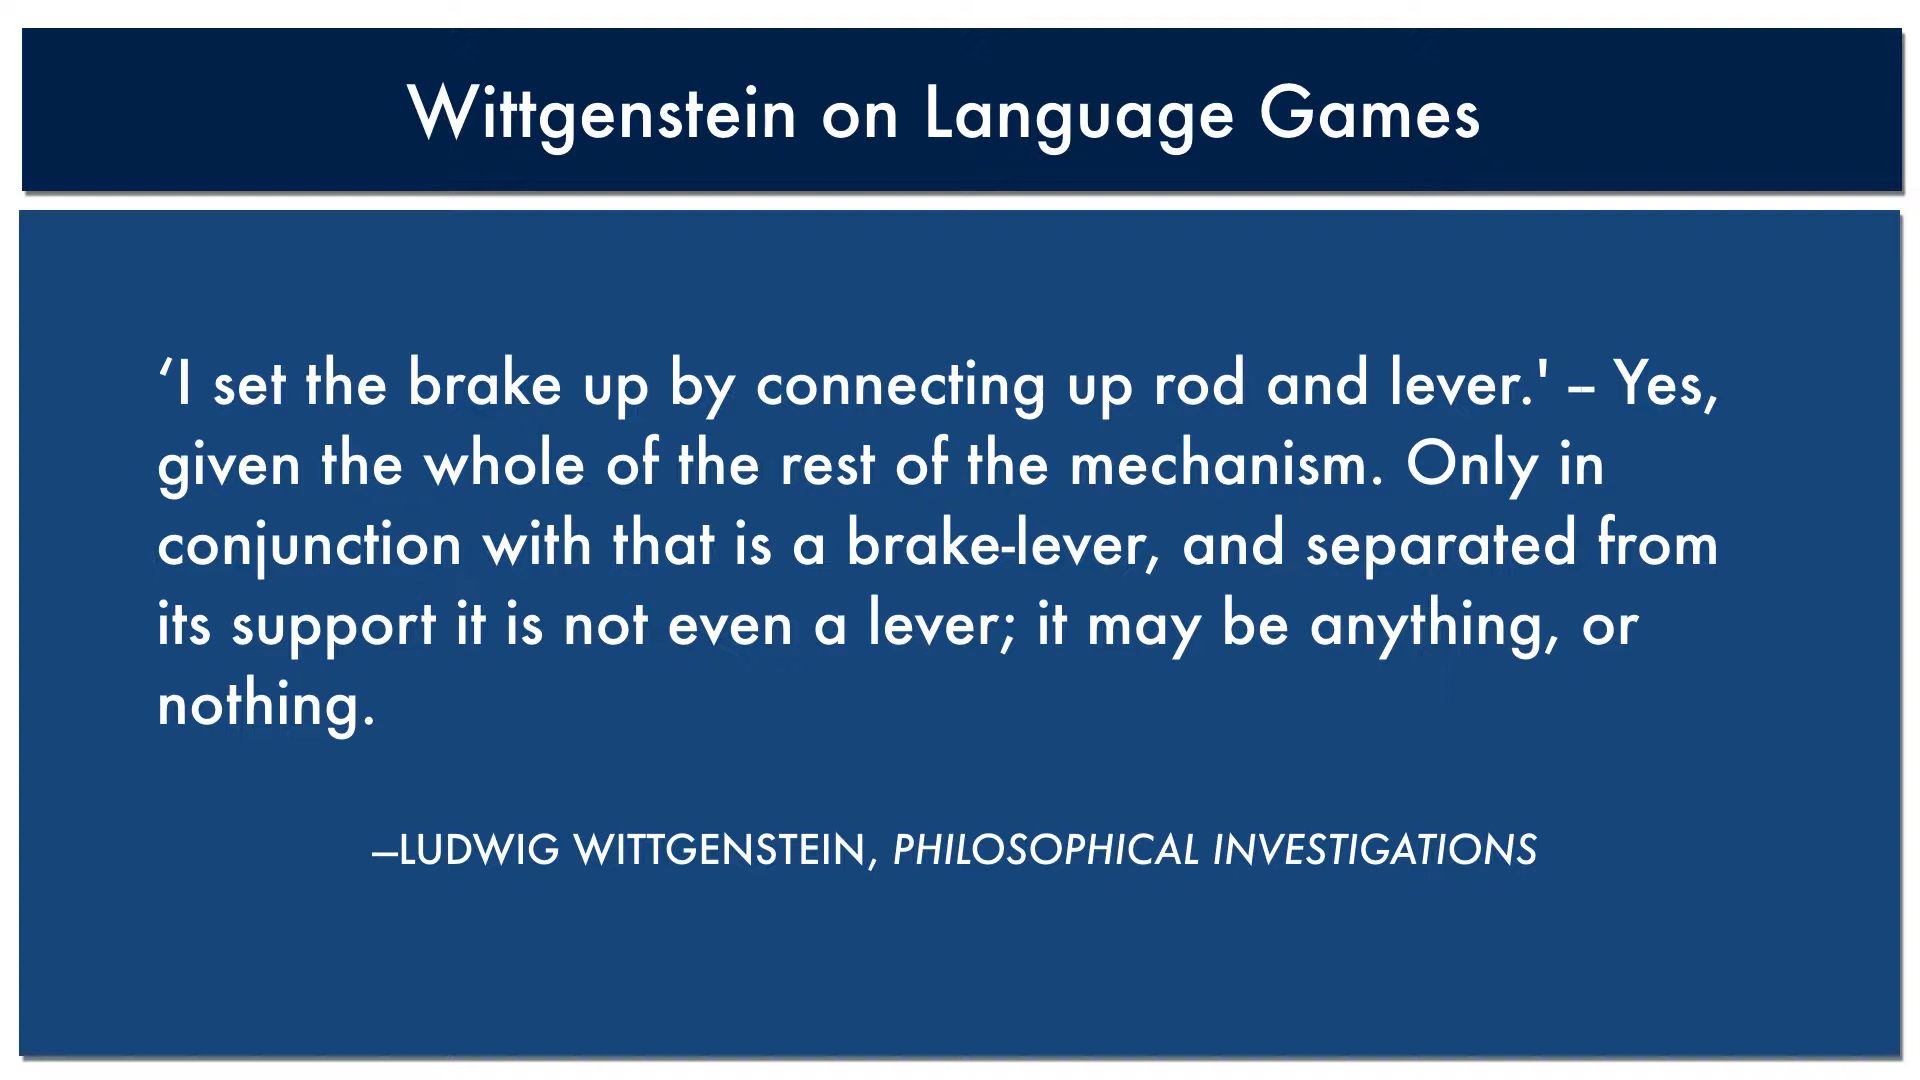 Wittgenstein on Language Games
‘I set the brake up by connecting up rod and lever.' – Yes,
given the whole of the rest of the mechanism. Only in
conjunction with that is a brake-lever, and separated from
its support it is not even a lever; it may be anything, or
nothing.
—LUDWIG WITTGENSTEIN, PHILOSOPHICAL INVESTIGATIONS